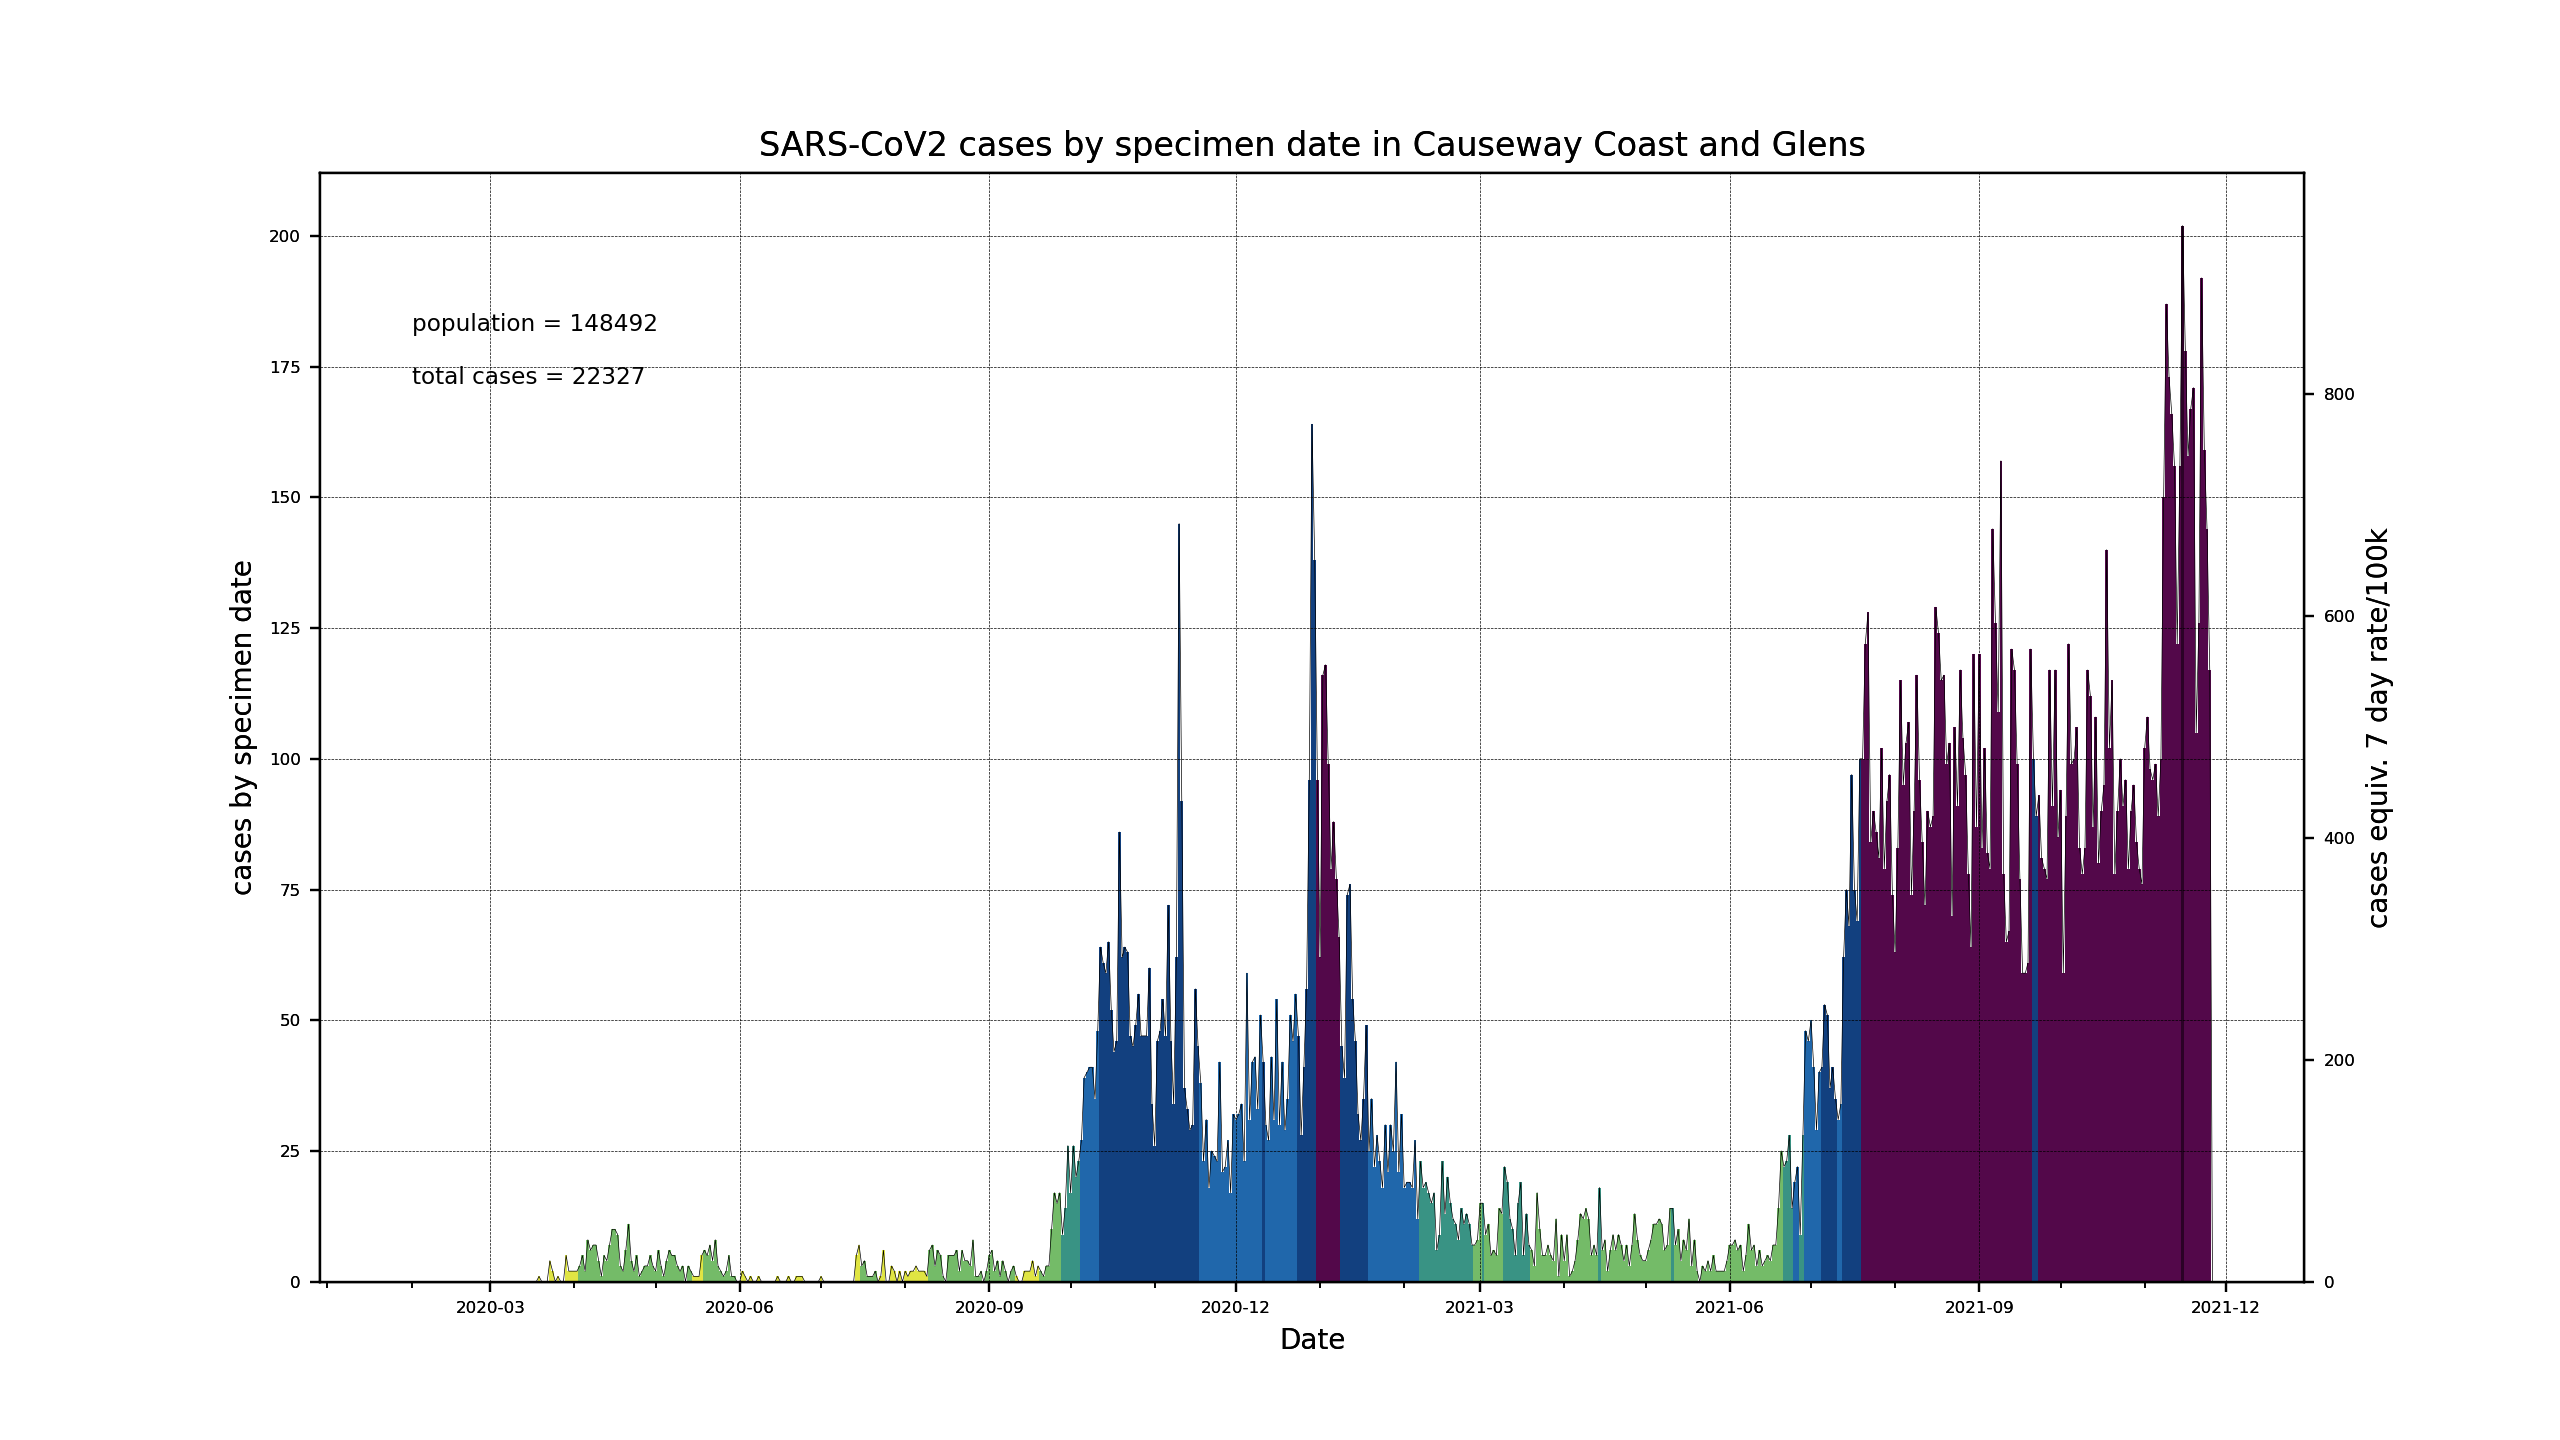 SARS-CoV2 cases by specimen date in Causeway Coast and Glens
population = 148492
total cases = 22327
cases by specimen date
200
175
150
125
100
75
50
25
0
800
600
400
200
0
cases equiv. 7 day rate/100k
2020-03 2020-06 2020-09 2020-12 2021-03 2021-06 2021-09 2021-12
Date